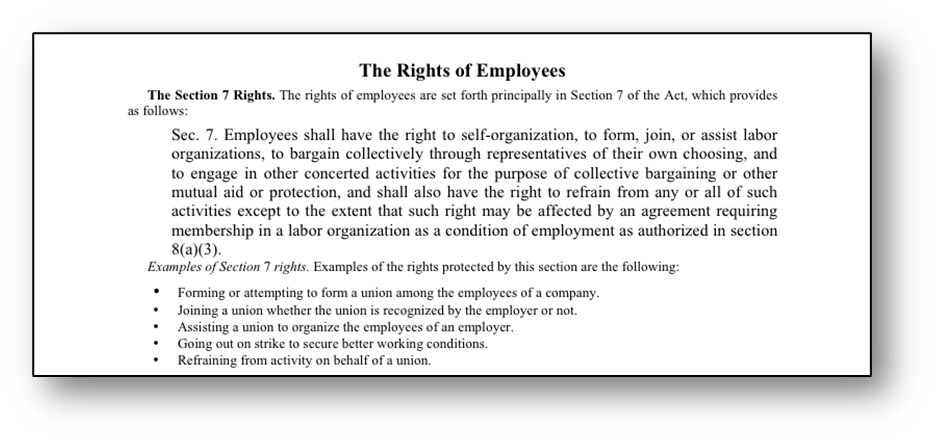 The Rights of Employees
The Section 7 Rights. The rights of employees are set forth principally in Section 7 of the Act, which provides
as follows:
Sec. 7. Employees shall have the right to self-organization, to form, join, or assist labor
organizations, to bargain collectively through representatives of their own choosing, and
to engage in other concerted activities for the purpose of collective bargaining or other
mutual aid or protection, and shall also have the right to refrain from any or all of such
activities except to the extent that such right may be affected by an agreement requiring
membership in a labor organization as a condition of employment as authorized in section
8(a)(3).
Examples of Section 7 rights. Examples of the rights protected by this section are the following:
• Forming or attempting to form a union among the employees of a company.
• Joining a union whether the union is recognized by the employer or not.
• Assisting a union to organize the employees of an employer.
• Going out on strike to secure better working conditions.
• Refraining from activity on behalf of a union.